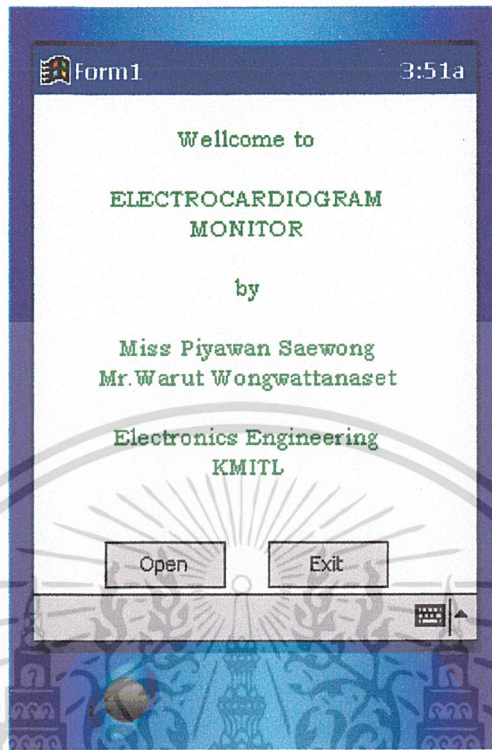 Form1 3:51a
Wellcome to
ELECTROCARDIOGRAM
MONITOR
by
Miss Piyawan Saewong
Mr.Warut Wongwattanaset
Electronics Engineering
KMITL
Open Exit